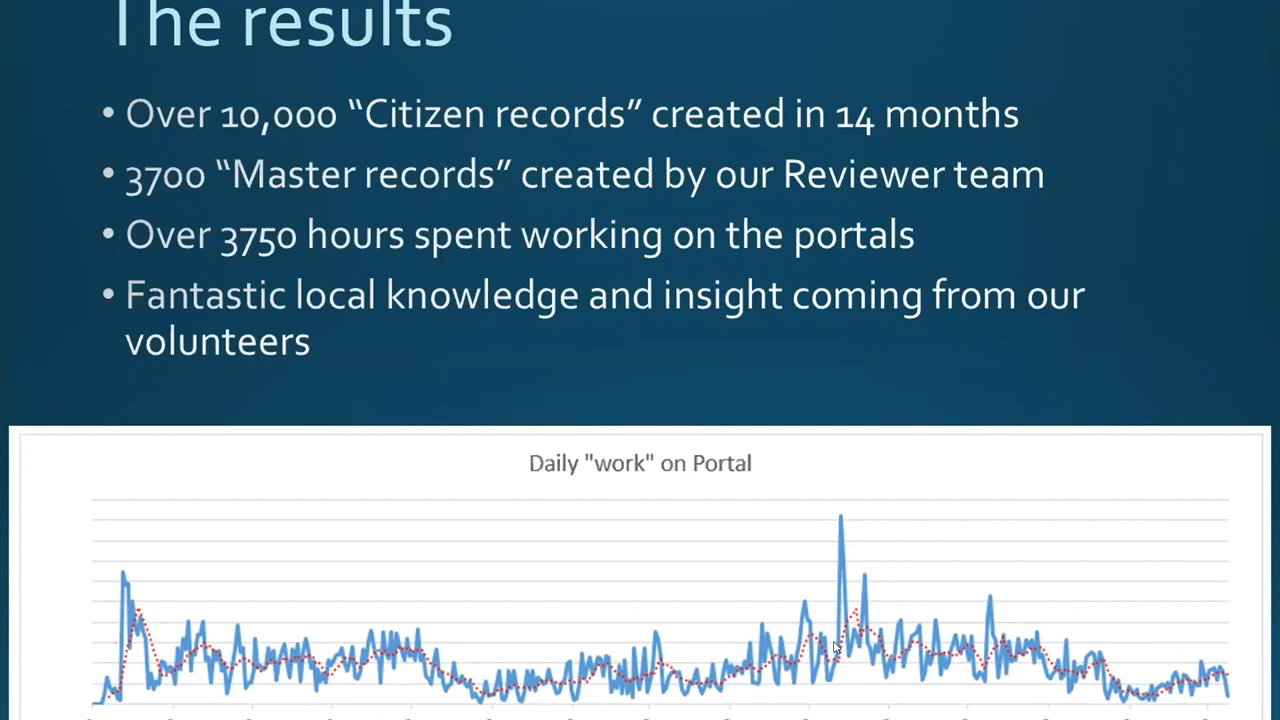 The results
• Over 10,000 “Citizen records” created in 14 months
• 3700 “Master records” created by our Reviewer team
• Over 3750 hours spent working on the portals
• Fantastic local knowledge and insight coming from our
volunteers
Daily "work" on Portal